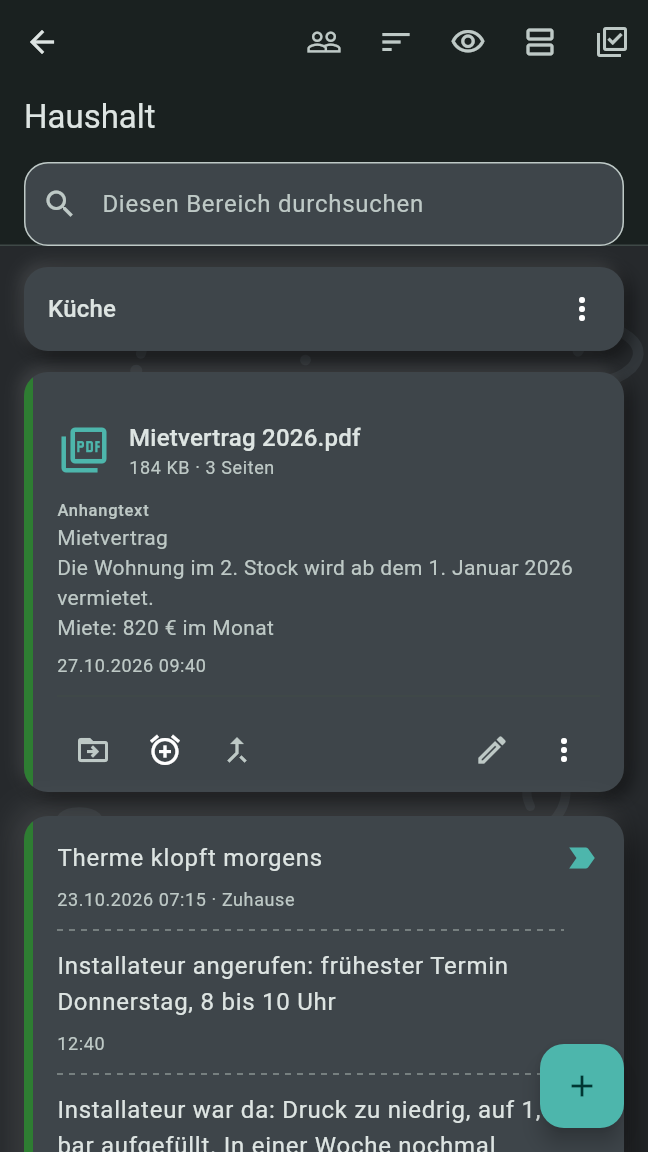 Haushalt
Diesen Bereich durchsuchen
Küche
PDF
Mietvertrag 2026.pdf
184 KB · 3 Seiten
Anhangtext
Mietvertrag
Die Wohnung im 2. Stock wird ab dem 1. Januar 2026
vermietet.
Miete: 820 € im Monat
27.10.2026 09:40
Therme klopft morgens
23.10.2026 07:15 · Zuhause
Installateur angerufen: frühester Termin
Donnerstag, 8 bis 10 Uhr
12:40
Installateur war da: Druck zu niedrig, auf 1,
bar aufgefüllt. In einer Woche nochmal